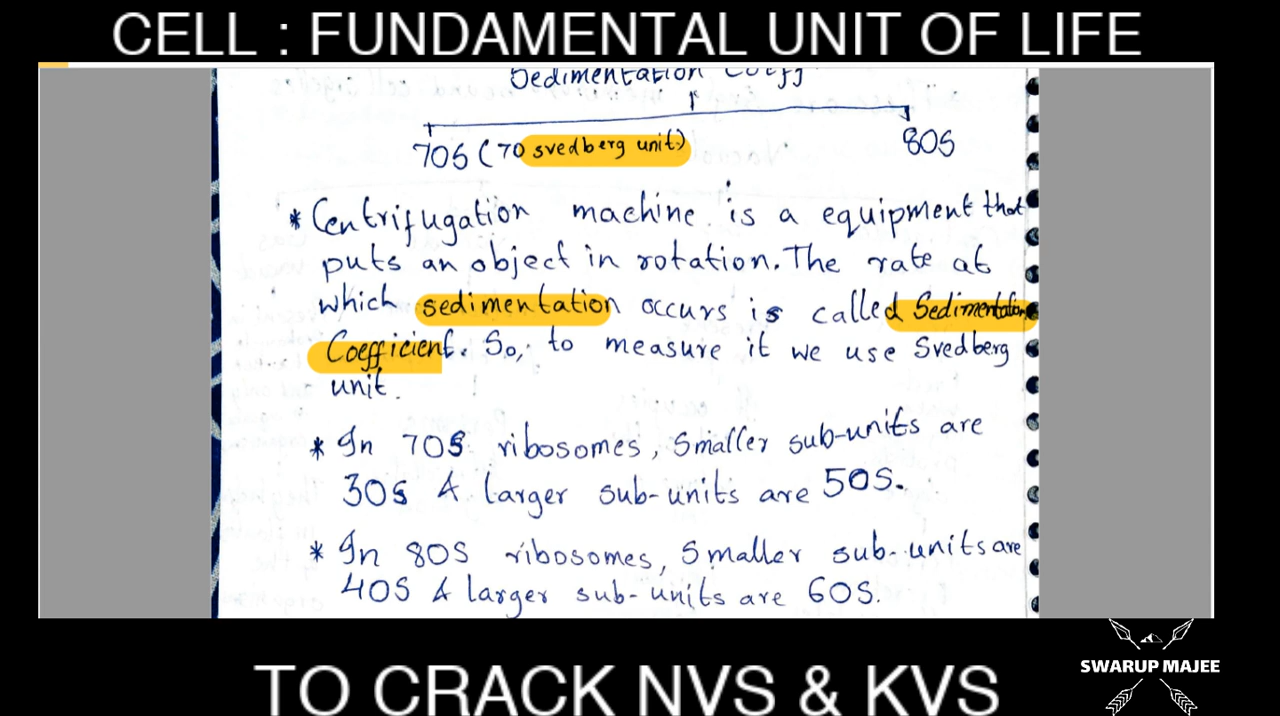 CELL : FUNDAMENTAL UNIT OF LIFE
Sedimentation Coeff
70S (70 svedberg unit) 80S
* Centrifugation machine is a equipment that
puts an object in rotation. The rate at
which sedimentation occurs is called Sedimentation
Coefficient. So, to measure it we use Svedberg
unit.
* In 70S ribosomes, Smaller sub-units are
30S & larger sub-units are 50S.
* In 80S ribosomes, Smaller sub-units are
40S & larger sub-units are 60S.
SWARUP MAJEE
TO CRACK NVS & KVS